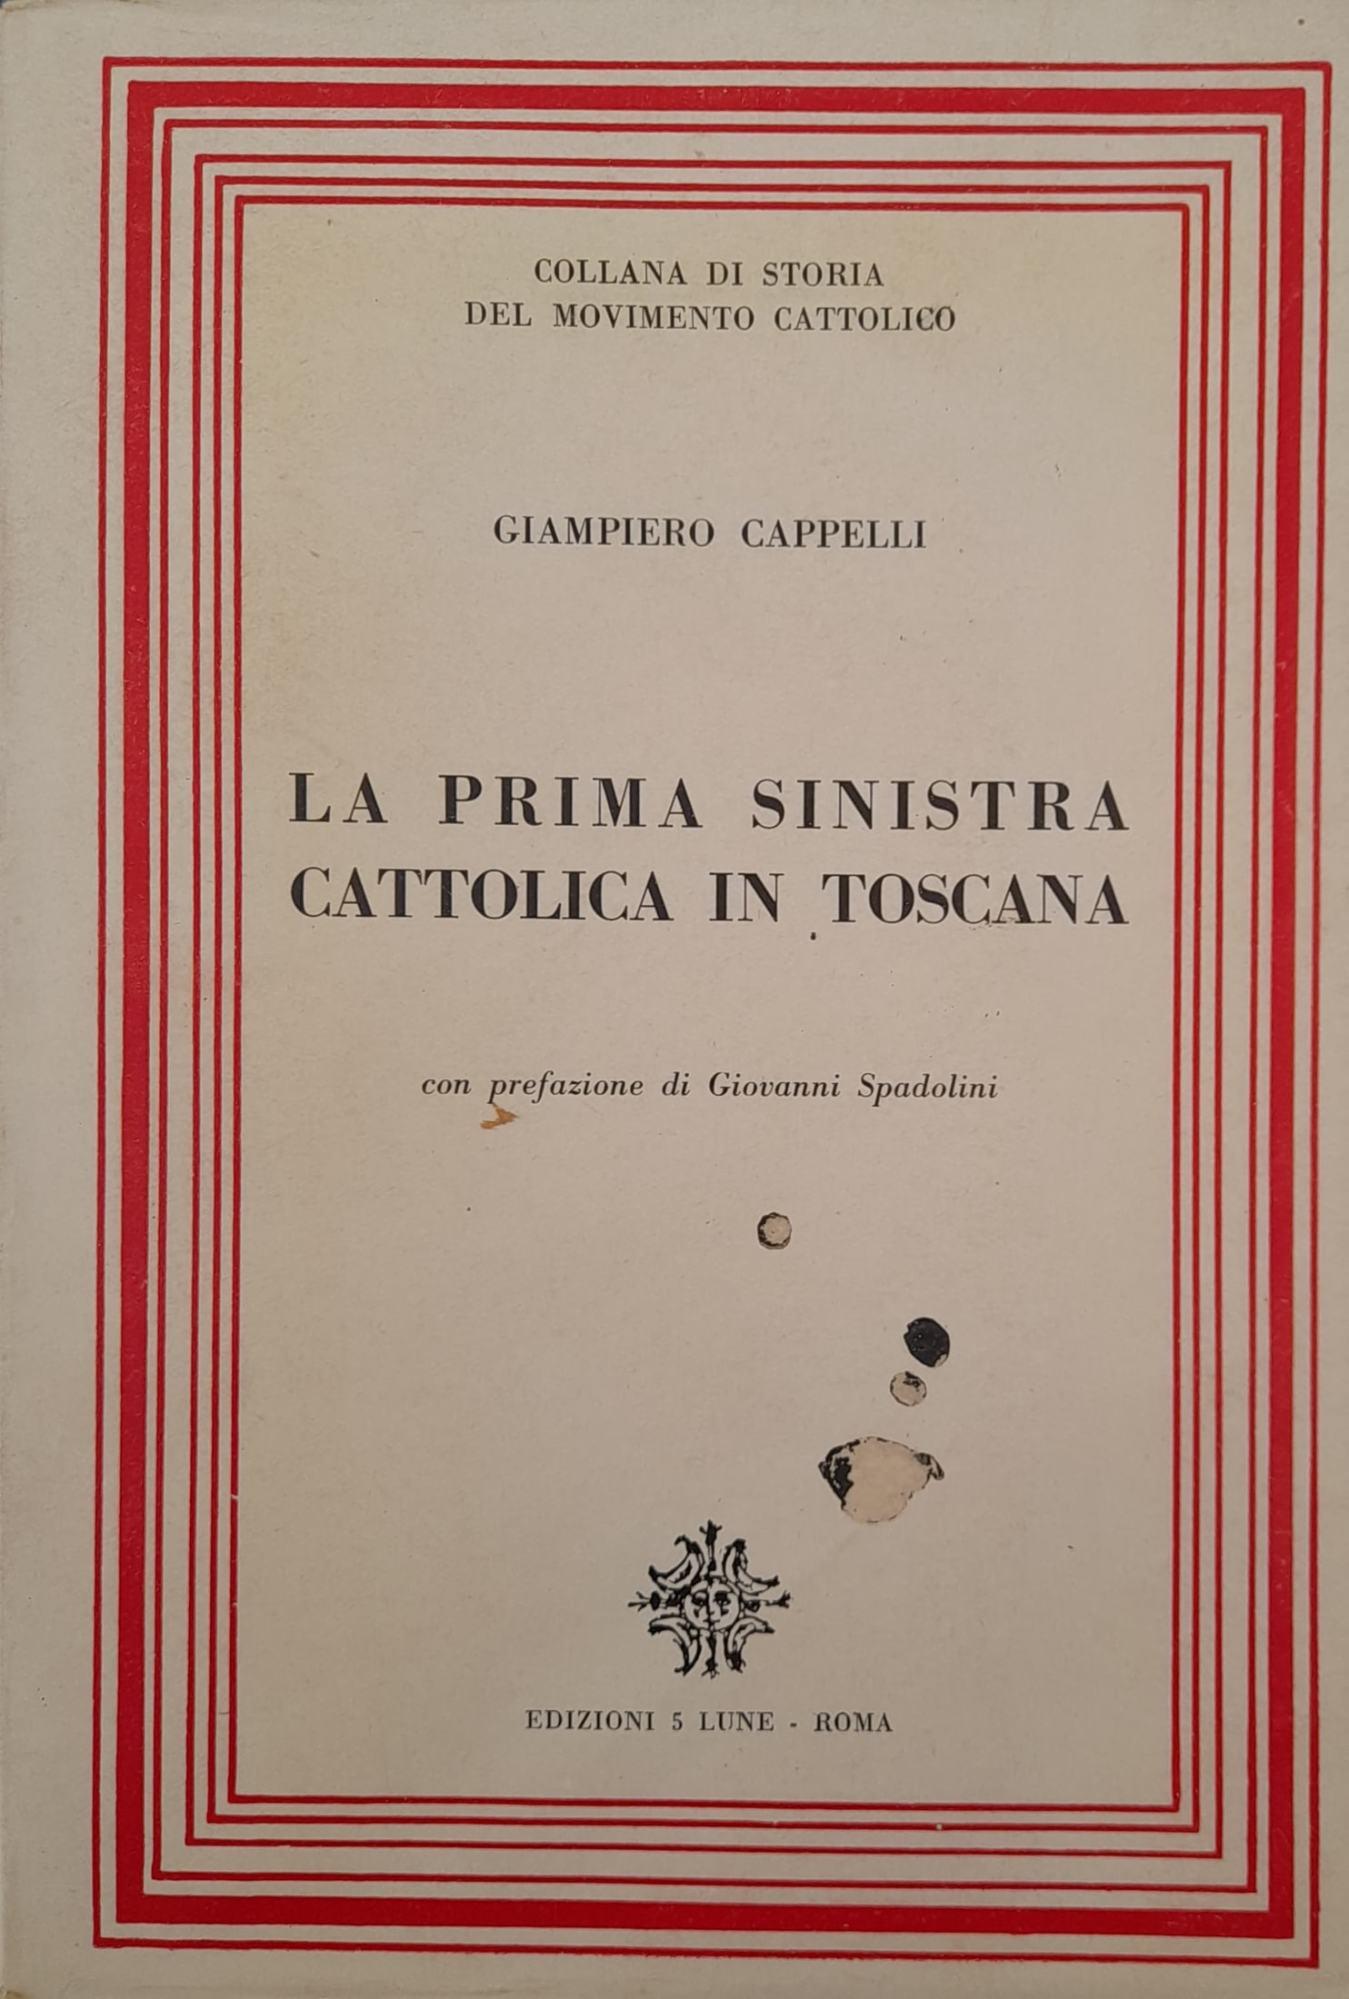 COLLANA DI STORIA
DEL MOVIMENTO CATTOLICO
GIAMPIERO CAPPELLI
LA PRIMA SINISTRA
CATTOLICA IN TOSCANA
con prefazione di Giovanni Spadolini
EDIZIONI 5 LUNE - ROMA